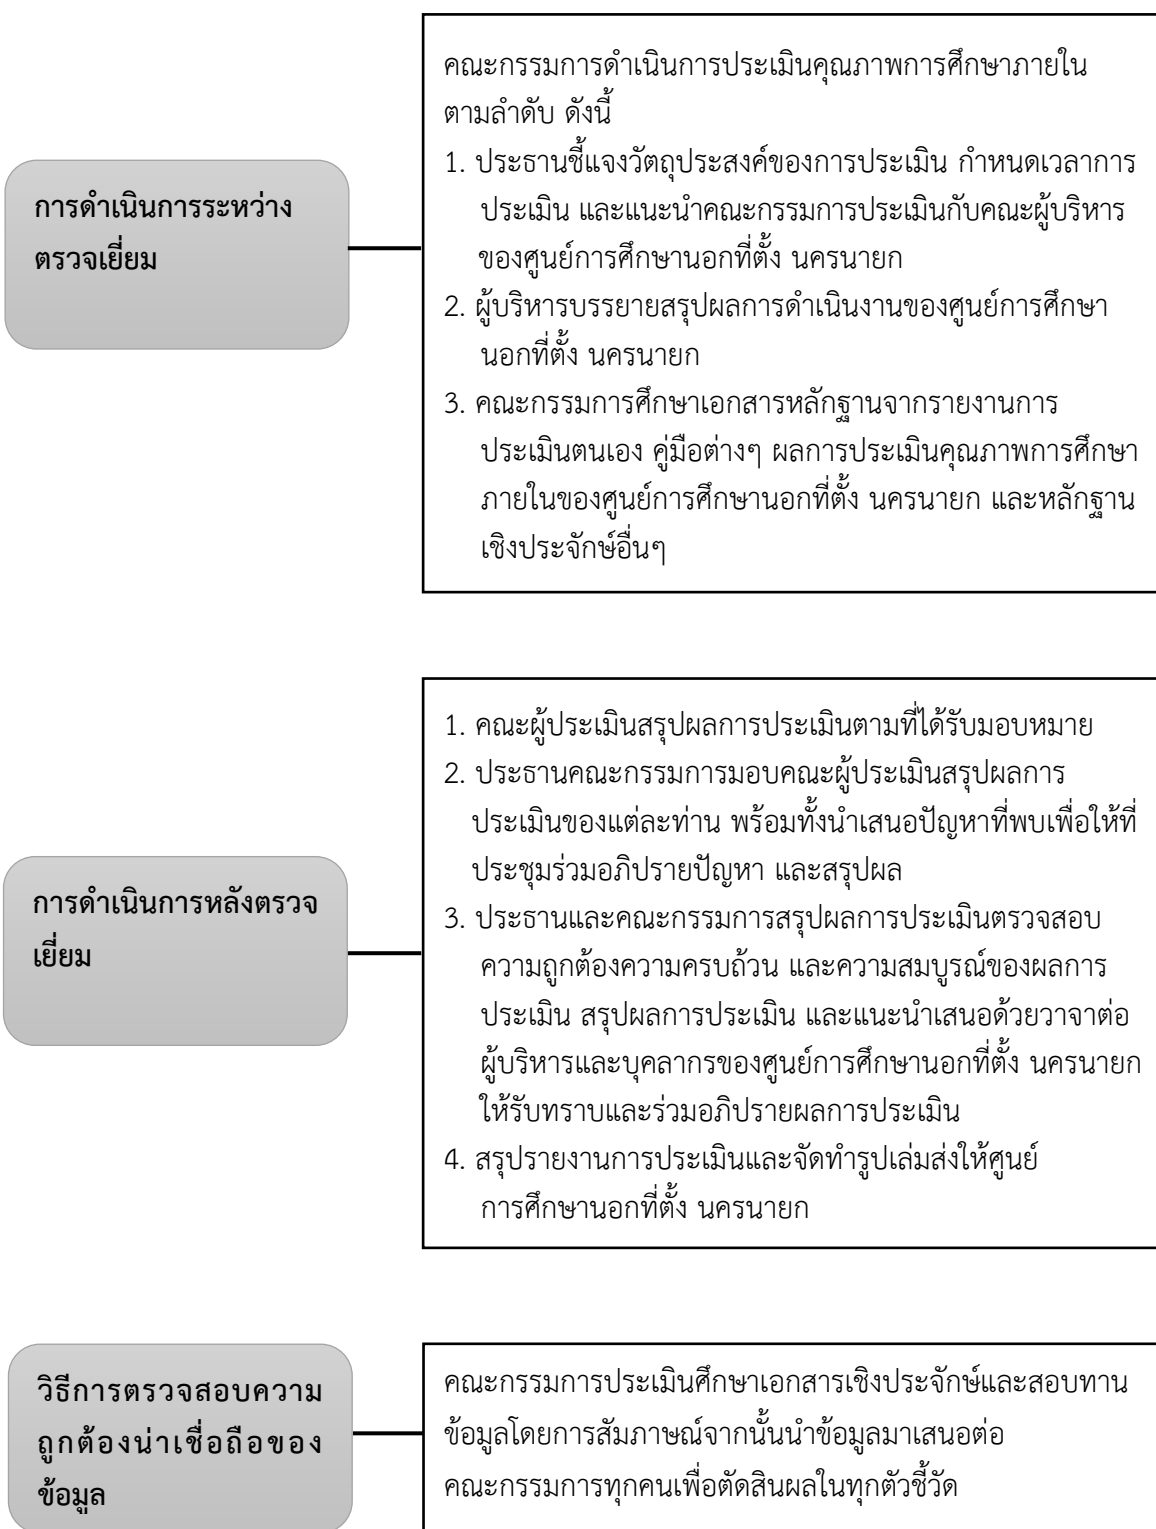 การดำเนินการระหว่าง
ตรวจเยี่ยม
คณะกรรมการดำเนินการประเมินคุณภาพการศึกษาภายใน
ตามลำดับ ดังนี้
1. ประธานชี้แจงวัตถุประสงค์ของการประเมิน กำหนดเวลาการ
ประเมิน และแนะนำคณะกรรมการประเมินกับคณะผู้บริหาร
ของศูนย์การศึกษานอกที่ตั้ง นครนายก
2. ผู้บริหารบรรยายสรุปผลการดำเนินงานของศูนย์การศึกษา
นอกที่ตั้ง นครนายก
3. คณะกรรมการศึกษาเอกสารหลักฐานจากรายงานการ
ประเมินตนเอง คู่มือต่างๆ ผลการประเมินคุณภาพการศึกษา
ภายในของศูนย์การศึกษานอกที่ตั้ง นครนายก และหลักฐาน
เชิงประจักษ์อื่นๆ
การดำเนินการหลังตรวจ
เยี่ยม
1. คณะผู้ประเมินสรุปผลการประเมินตามที่ได้รับมอบหมาย
2. ประธานคณะกรรมการมอบคณะผู้ประเมินสรุปผลการ
ประเมินของแต่ละท่าน พร้อมทั้งนำเสนอปัญหาที่พบเพื่อให้ที่
ประชุมร่วมอภิปรายปัญหา และสรุปผล
3. ประธานและคณะกรรมการสรุปผลการประเมินตรวจสอบ
ความถูกต้องความครบถ้วน และความสมบูรณ์ของผลการ
ประเมิน สรุปผลการประเมิน และแนะนำเสนอด้วยวาจาต่อ
ผู้บริหารและบุคลากรของศูนย์การศึกษานอกที่ตั้ง นครนายก
ให้รับทราบและร่วมอภิปรายผลการประเมิน
4. สรุปรายงานการประเมินและจัดทำรูปเล่มส่งให้ศูนย์
การศึกษานอกที่ตั้ง นครนายก
วิธีการตรวจสอบความ
ถูกต้องน่าเชื่อถือของ
ข้อมูล
คณะกรรมการประเมินศึกษาเอกสารเชิงประจักษ์และสอบทาน
ข้อมูลโดยการสัมภาษณ์จากนั้นนำข้อมูลมาเสนอต่อ
คณะกรรมการทุกคนเพื่อตัดสินผลในทุกตัวชี้วัด